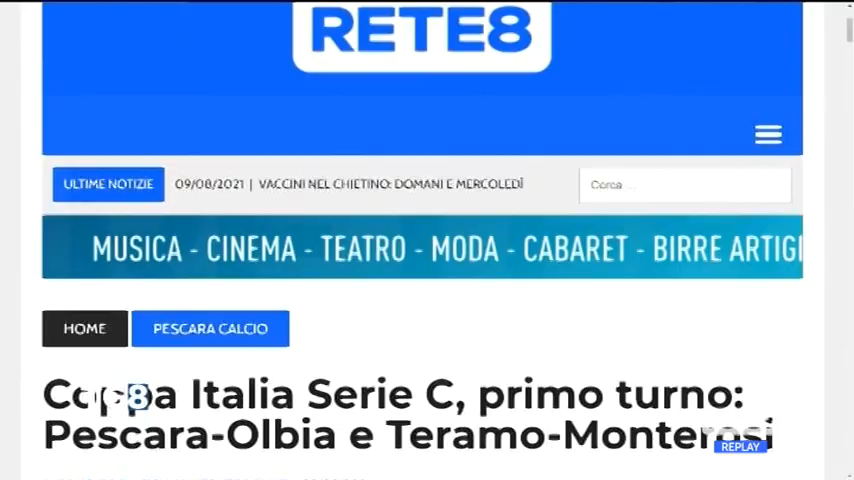 RETE8
ULTIME NOTIZIE
09/08/2021 | VACCINI NEL CHIETINO: DOMANI E MERCOLEDÌ
Cerca ...
MUSICA - CINEMA - TEATRO - MODA - CABARET - BIRRE ARTIGI
HOME
PESCARA CALCIO
Coppa Italia Serie C, primo turno:
Pescara-Olbia e Teramo-Monterosi
TG8
REPLAY